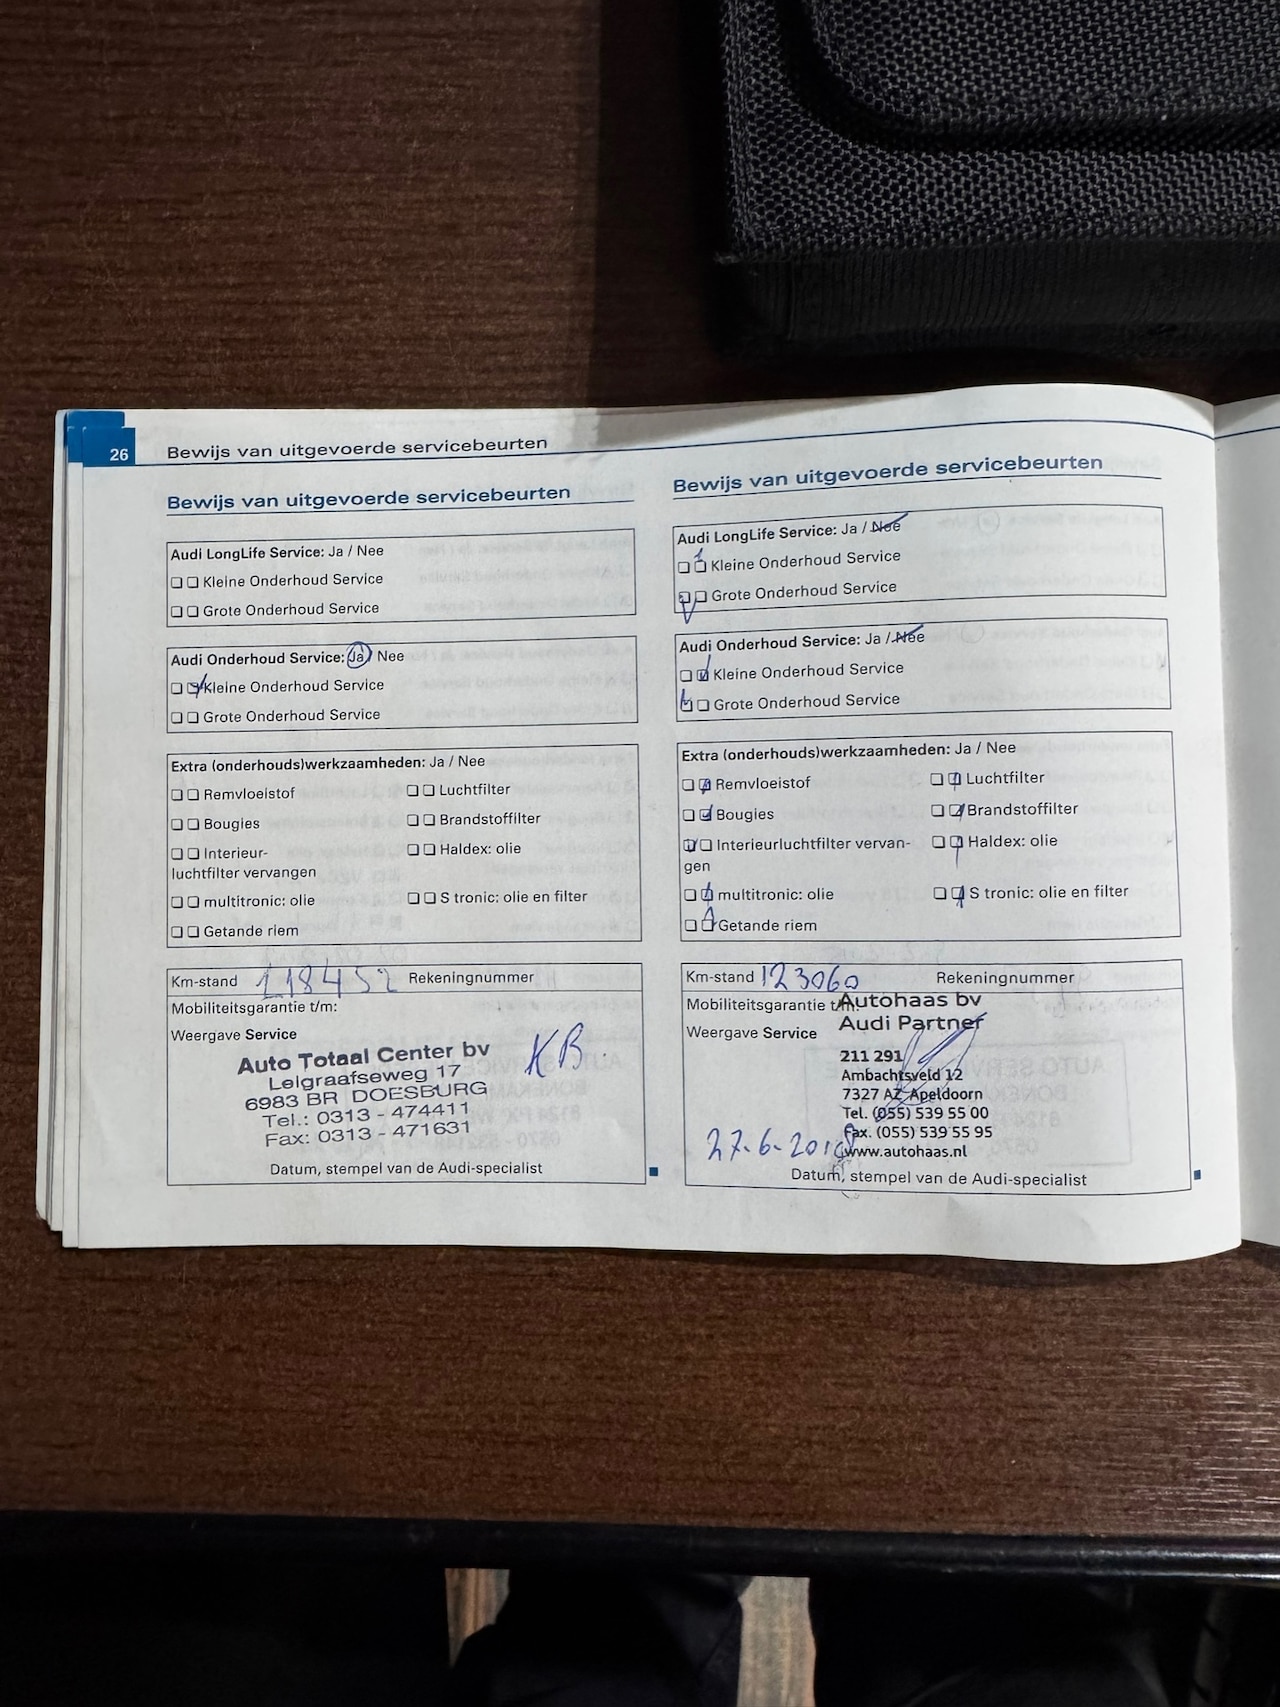 26
Bewijs van uitgevoerde servicebeurten
Bewijs van uitgevoerde servicebeurten
Audi LongLife Service: Ja / Nee
Kleine Onderhoud Service
Grote Onderhoud Service
Audi Onderhoud Service: Ja / Nee
Kleine Onderhoud Service
Grote Onderhoud Service
Extra (onderhouds)werkzaamheden: Ja / Nee
Remvloeistof Luchtfilter
Bougies Brandstoffilter
Interieur- Haldex: olie
luchtfilter vervangen
multitronic: olie S tronic: olie en filter
Getande riem
Km-stand 118452 Rekeningnummer
Mobiliteitsgarantie t/m:
Weergave Service
KB
Auto Totaal Center bv
Lelgraafseweg 17
6983 BR DOESBURG
Tel.: 0313 - 474411
Fax: 0313 - 471631
Datum, stempel van de Audi-specialist
Bewijs van uitgevoerde servicebeurten
Audi LongLife Service: Ja / Nee
Kleine Onderhoud Service
Grote Onderhoud Service
Audi Onderhoud Service: Ja / Nee
Kleine Onderhoud Service
Grote Onderhoud Service
Extra (onderhouds)werkzaamheden: Ja / Nee
Remvloeistof Luchtfilter
Bougies Brandstoffilter
Interieurluchtfilter vervan- Haldex: olie
gen
multitronic: olie S tronic: olie en filter
Getande riem
Km-stand 123060 Rekeningnummer
Mobiliteitsgarantie t/m:
Autohaas bv
Weergave Service
Audi Partner
211 291
Ambachtsveld 12
7327 AZ Apeldoorn
Tel. (055) 539 55 00
Fax. (055) 539 55 95
27-6-2018
www.autohaas.nl
Datum, stempel van de Audi-specialist